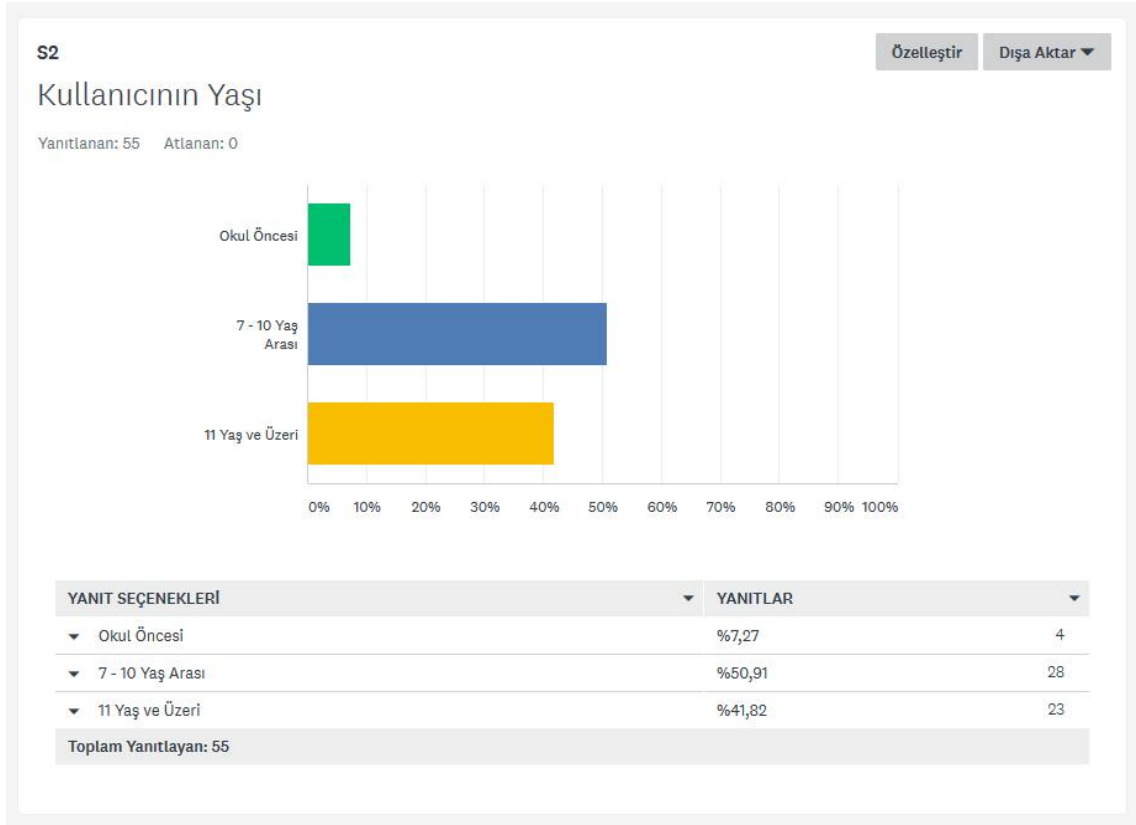 S2
Özelleştir
Dışa Aktar
Kullanıcının Yaşı
Yanıtlanan: 55 Atlanan: 0
Okul Öncesi
7 - 10 Yaş
Arası
11 Yaş ve Üzeri
0% 10% 20% 30% 40% 50% 60% 70% 80% 90% 100%
YANIT SEÇENEKLERİ YANITLAR
Okul Öncesi %7,27 4
7 - 10 Yaş Arası %50,91 28
11 Yaş ve Üzeri %41,82 23
Toplam Yanıtlayan: 55